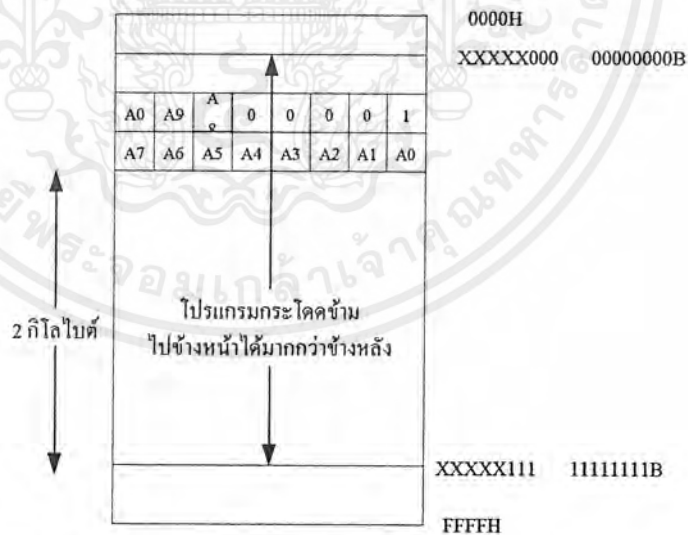 0000H
XXXXX000 00000000B
A0 A9 A8 0 0 0 0 1
A7 A6 A5 A4 A3 A2 A1 A0
2 กิโลไบต์
โปรแกรมกระโดดข้าม
ไปข้างหน้าได้มากกว่าข้างหลัง
XXXXX111 11111111B
FFFFH